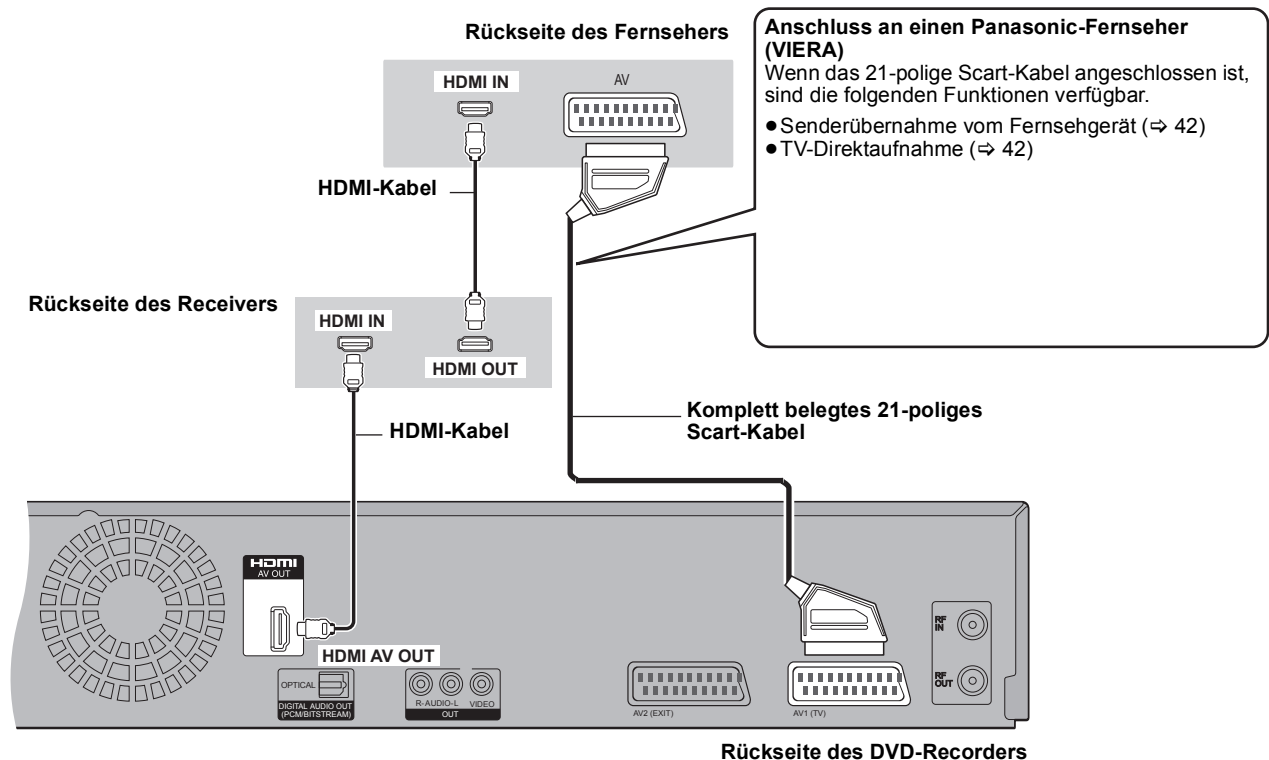 Rückseite des Fernsehers
HDMI IN
AV
HDMI-Kabel
Anschluss an einen Panasonic-Fernseher
(VIERA)
Wenn das 21-polige Scart-Kabel angeschlossen ist,
sind die folgenden Funktionen verfügbar.
●Senderübernahme vom Fernsehgerät (⇨ 42)
●TV-Direktaufnahme (⇨ 42)
Rückseite des Receivers
HDMI IN
HDMI OUT
HDMI-Kabel
Komplett belegtes 21-poliges
Scart-Kabel
HDMI
AV OUT
HDMI AV OUT
OPTICAL
DIGITAL AUDIO OUT
(PCM/BITSTREAM)
R-AUDIO-L VIDEO
OUT
AV2 (EXIT)
AV1 (TV)
RF
IN
RF
OUT
Rückseite des DVD-Recorders